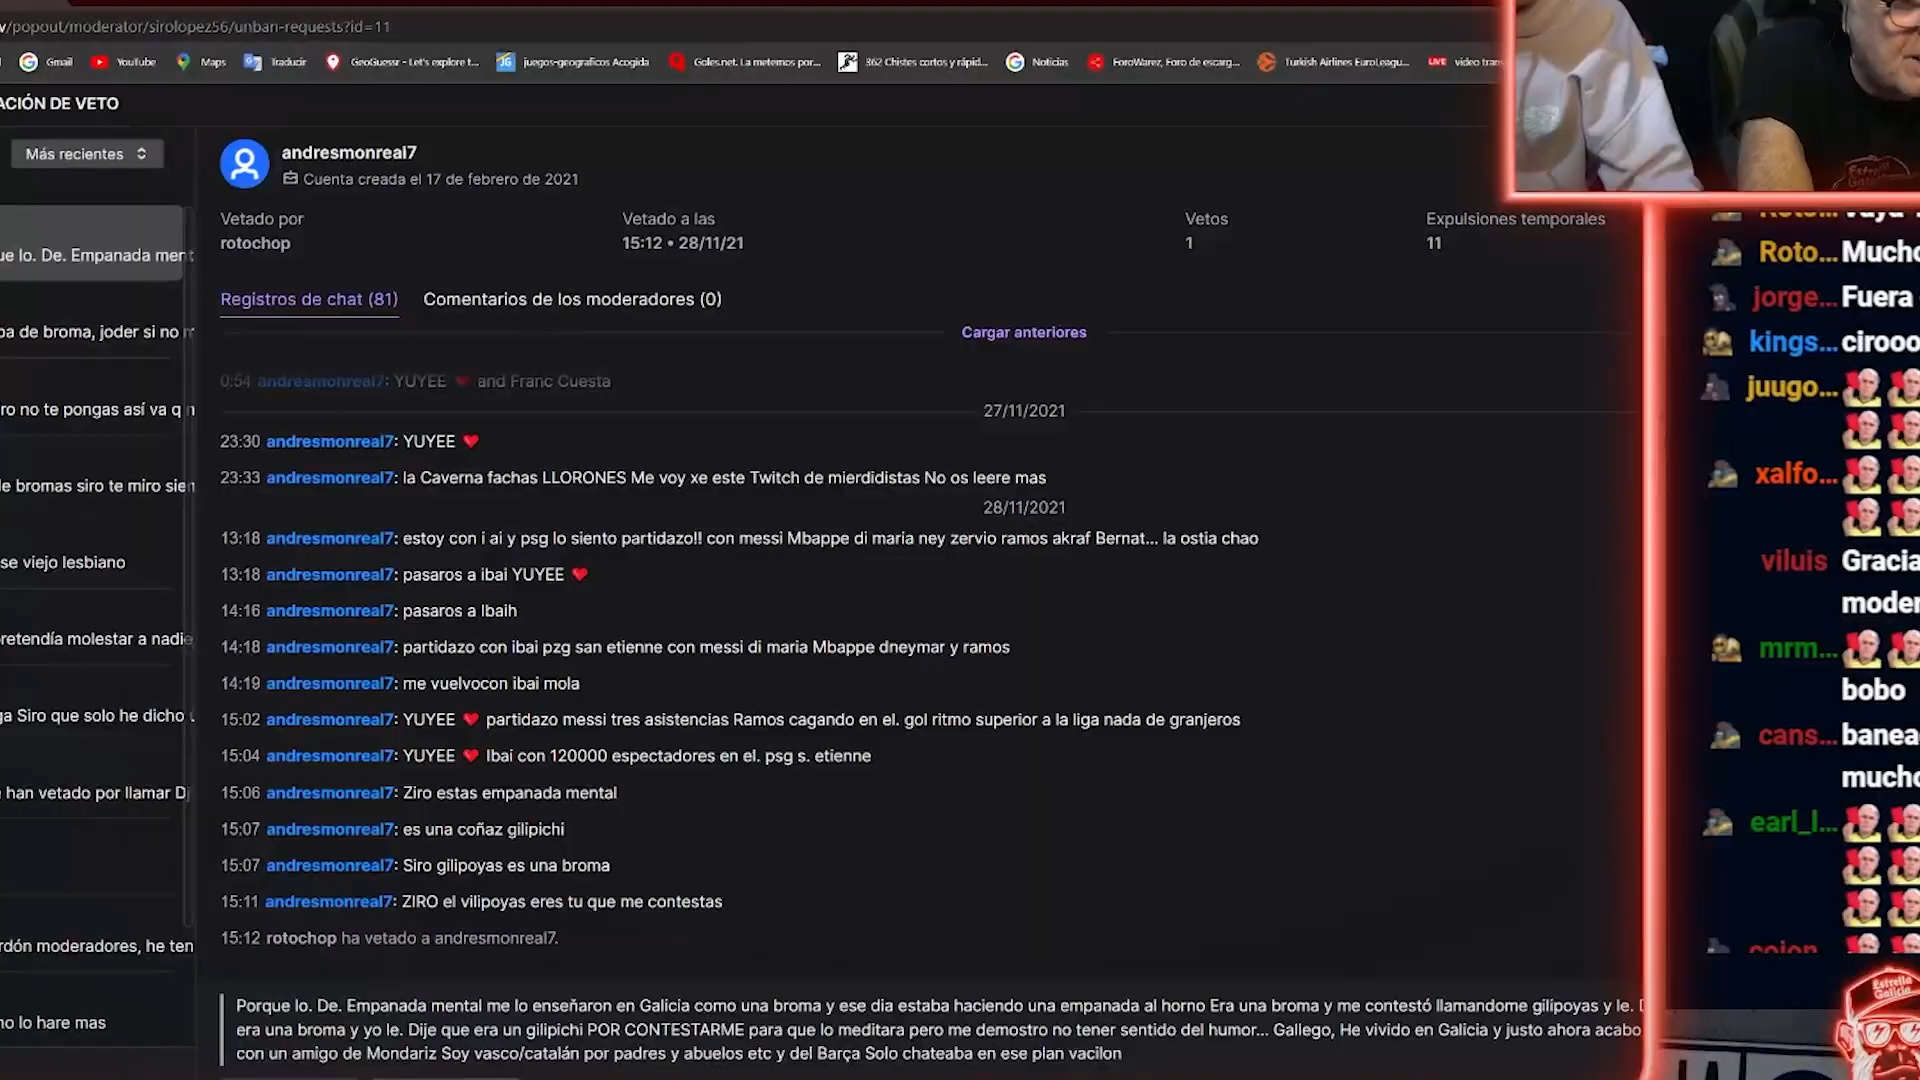 /popout/moderator/sirolopez56/unban-requests?id=11
Gmail YouTube Maps Traducir GeoGuessr - Let's explore t... juegos-geograficos Acogida Goles.net. La metemos por... 862 Chistes cortos y rápid... Noticias ForoWarez, Foro de escarg... Turkish Airlines EuroLeagu... LIVE video trans
ACIÓN DE VETO
Más recientes
ue lo. De. Empanada ment
ba de broma, joder si no
ro no te pongas así va q
e bromas siro te miro sie
se viejo lesbiano
retendía molestar a nadie
ga Siro que solo he dicho
han vetado por llamar Dj
rdón moderadores, he ten
no lo hare mas
andresmonreal7
Cuenta creada el 17 de febrero de 2021
Vetado por Vetado a las Vetos Expulsiones temporales
rotochop 15:12 • 28/11/21 1 11
Registros de chat (81) Comentarios de los moderadores (0)
Cargar anteriores
0:54 andresmonreal7: YUYEE and Franc Cuesta
27/11/2021
23:30 andresmonreal7: YUYEE
23:33 andresmonreal7: la Caverna fachas LLORONES Me voy xe este Twitch de mierdidistas No os leere mas
28/11/2021
13:18 andresmonreal7: estoy con i ai y psg lo siento partidazo!! con messi Mbappe di maria ney zervio ramos akraf Bernat... la ostia chao
13:18 andresmonreal7: pasaros a ibai YUYEE
14:16 andresmonreal7: pasaros a Ibaih
14:18 andresmonreal7: partidazo con ibai pzg san etienne con messi di maria Mbappe dneymar y ramos
14:19 andresmonreal7: me vuelvocon ibai mola
15:02 andresmonreal7: YUYEE partidazo messi tres asistencias Ramos cagando en el. gol ritmo superior a la liga nada de granjeros
15:04 andresmonreal7: YUYEE Ibai con 120000 espectadores en el. psg s. etienne
15:06 andresmonreal7: Ziro estas empanada mental
15:07 andresmonreal7: es una coñaz gilipichi
15:07 andresmonreal7: Siro gilipoyas es una broma
15:11 andresmonreal7: ZIRO el vilipoyas eres tu que me contestas
15:12 rotochop ha vetado a andresmonreal7.
Porque lo. De. Empanada mental me lo enseñaron en Galicia como una broma y ese dia estaba haciendo una empanada al horno Era una broma y me contestó llamandome gilípoyas y le.
era una broma y yo le. Dije que era un gilipichi POR CONTESTARME para que lo meditara pero me demostro no tener sentido del humor... Gallego, He vivido en Galicia y justo ahora acabo
con un amigo de Mondariz Soy vasco/catalán por padres y abuelos etc y del Barça Solo chateaba en ese plan vacilon
Roto... Mucho
jorge... Fuera
kings... cirooo
juugo...
xalfo...
viluis Gracia
moder
mrm...
bobo
cans... banea
mucho
earl_l...
Estrella
Galicia